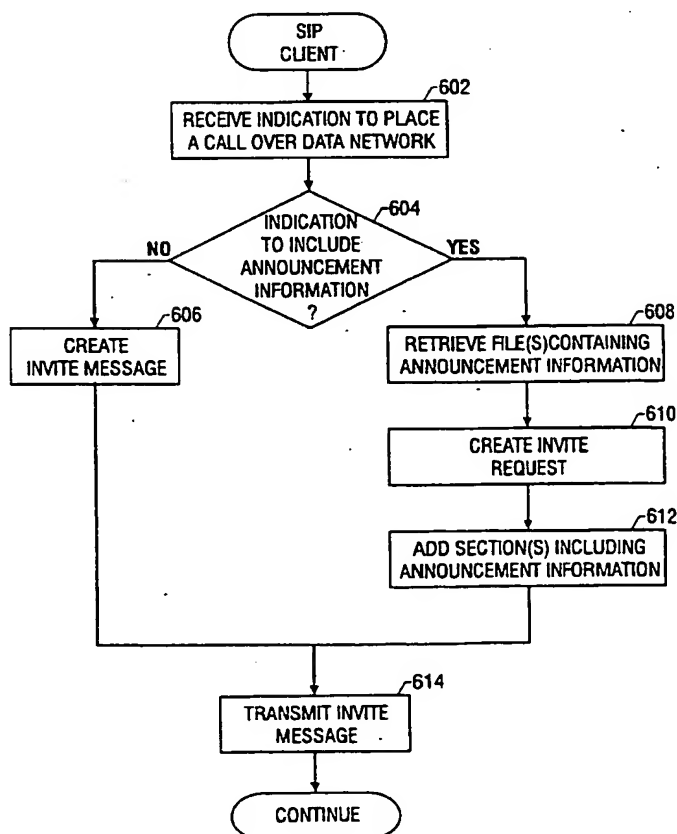 SIP
CLIENT
602
RECEIVE INDICATION TO PLACE
A CALL OVER DATA NETWORK
604
INDICATION
TO INCLUDE
ANNOUNCEMENT
INFORMATION
?
NO
YES
606
CREATE
INVITE MESSAGE
608
RETRIEVE FILE(S)CONTAINING
ANNOUNCEMENT INFORMATION
610
CREATE INVITE
REQUEST
612
ADD SECTION(S) INCLUDING
ANNOUNCEMENT INFORMATION
614
TRANSMIT INVITE
MESSAGE
CONTINUE